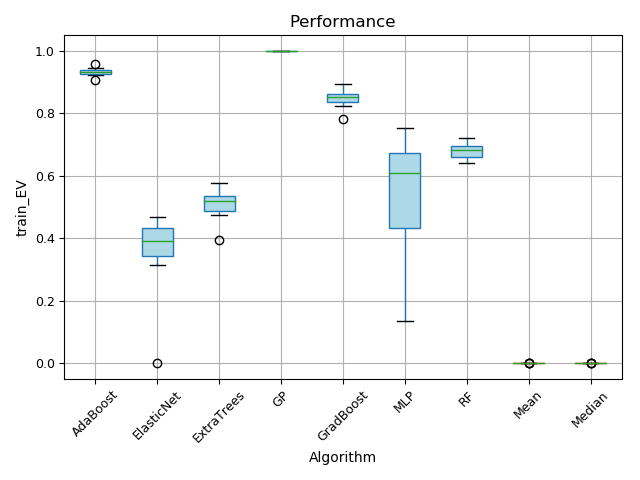 Performance
train_EV
1.0
0.8
0.6
0.4
0.2
0.0
AdaBoost
ElasticNet
ExtraTrees
GP
GradBoost
MLP
RF
Mean
Median
Algorithm